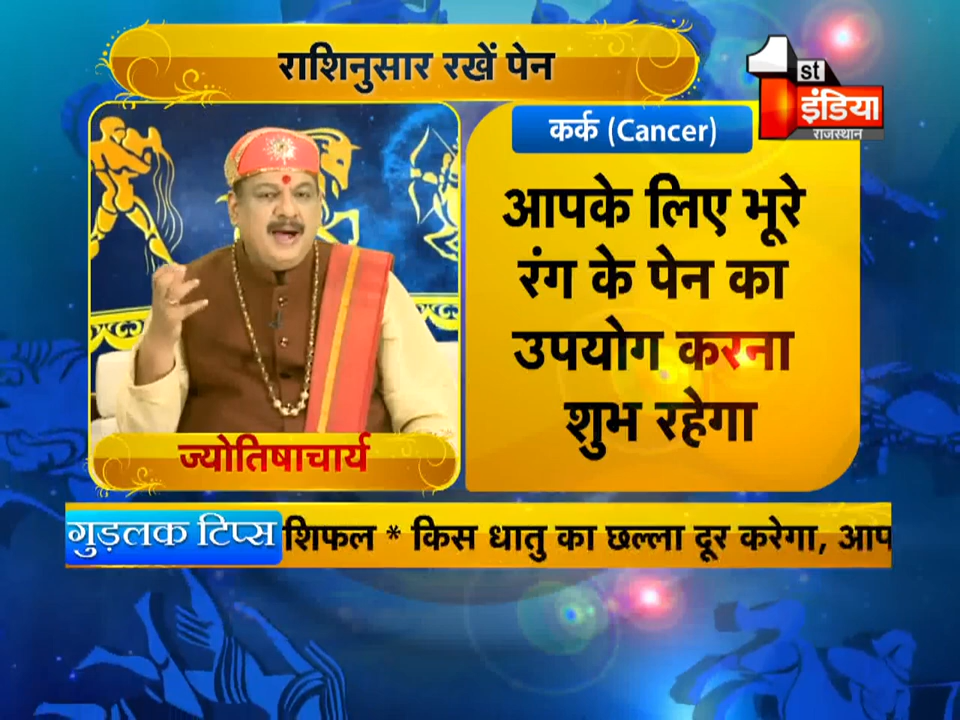 राशिनुसार रखें पेन
1st
इंडिया
राजस्थान
कर्क (Cancer)
आपके लिए भूरे
रंग के पेन का
उपयोग करना
शुभ रहेगा
ज्योतिषाचार्य
गुड़लक टिप्स
शिफल * किस धातु का छल्ला दूर करेगा, आप